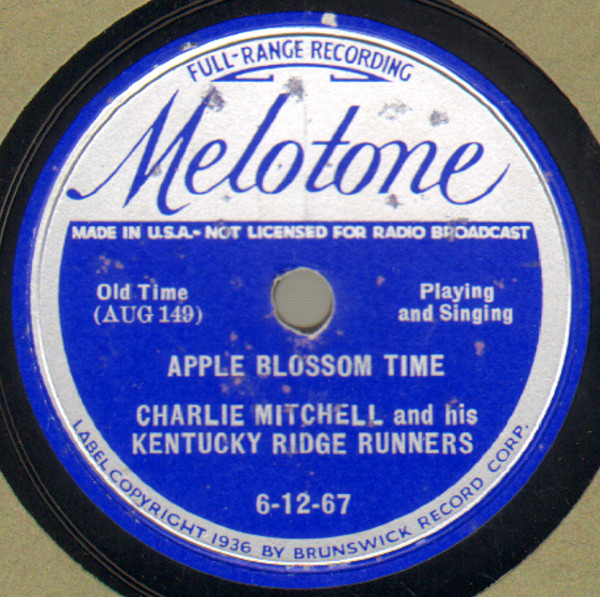 FULL-RANGE RECORDING
Melotone
MADE IN U.S.A.- NOT LICENSED FOR RADIO BROADCAST
Old Time
(AUG 149)
Playing
and Singing
APPLE BLOSSOM TIME
CHARLIE MITCHELL and his
KENTUCKY RIDGE RUNNERS
6-12-67
LABEL COPYRIGHT 1936 BY BRUNSWICK RECORD CORP.